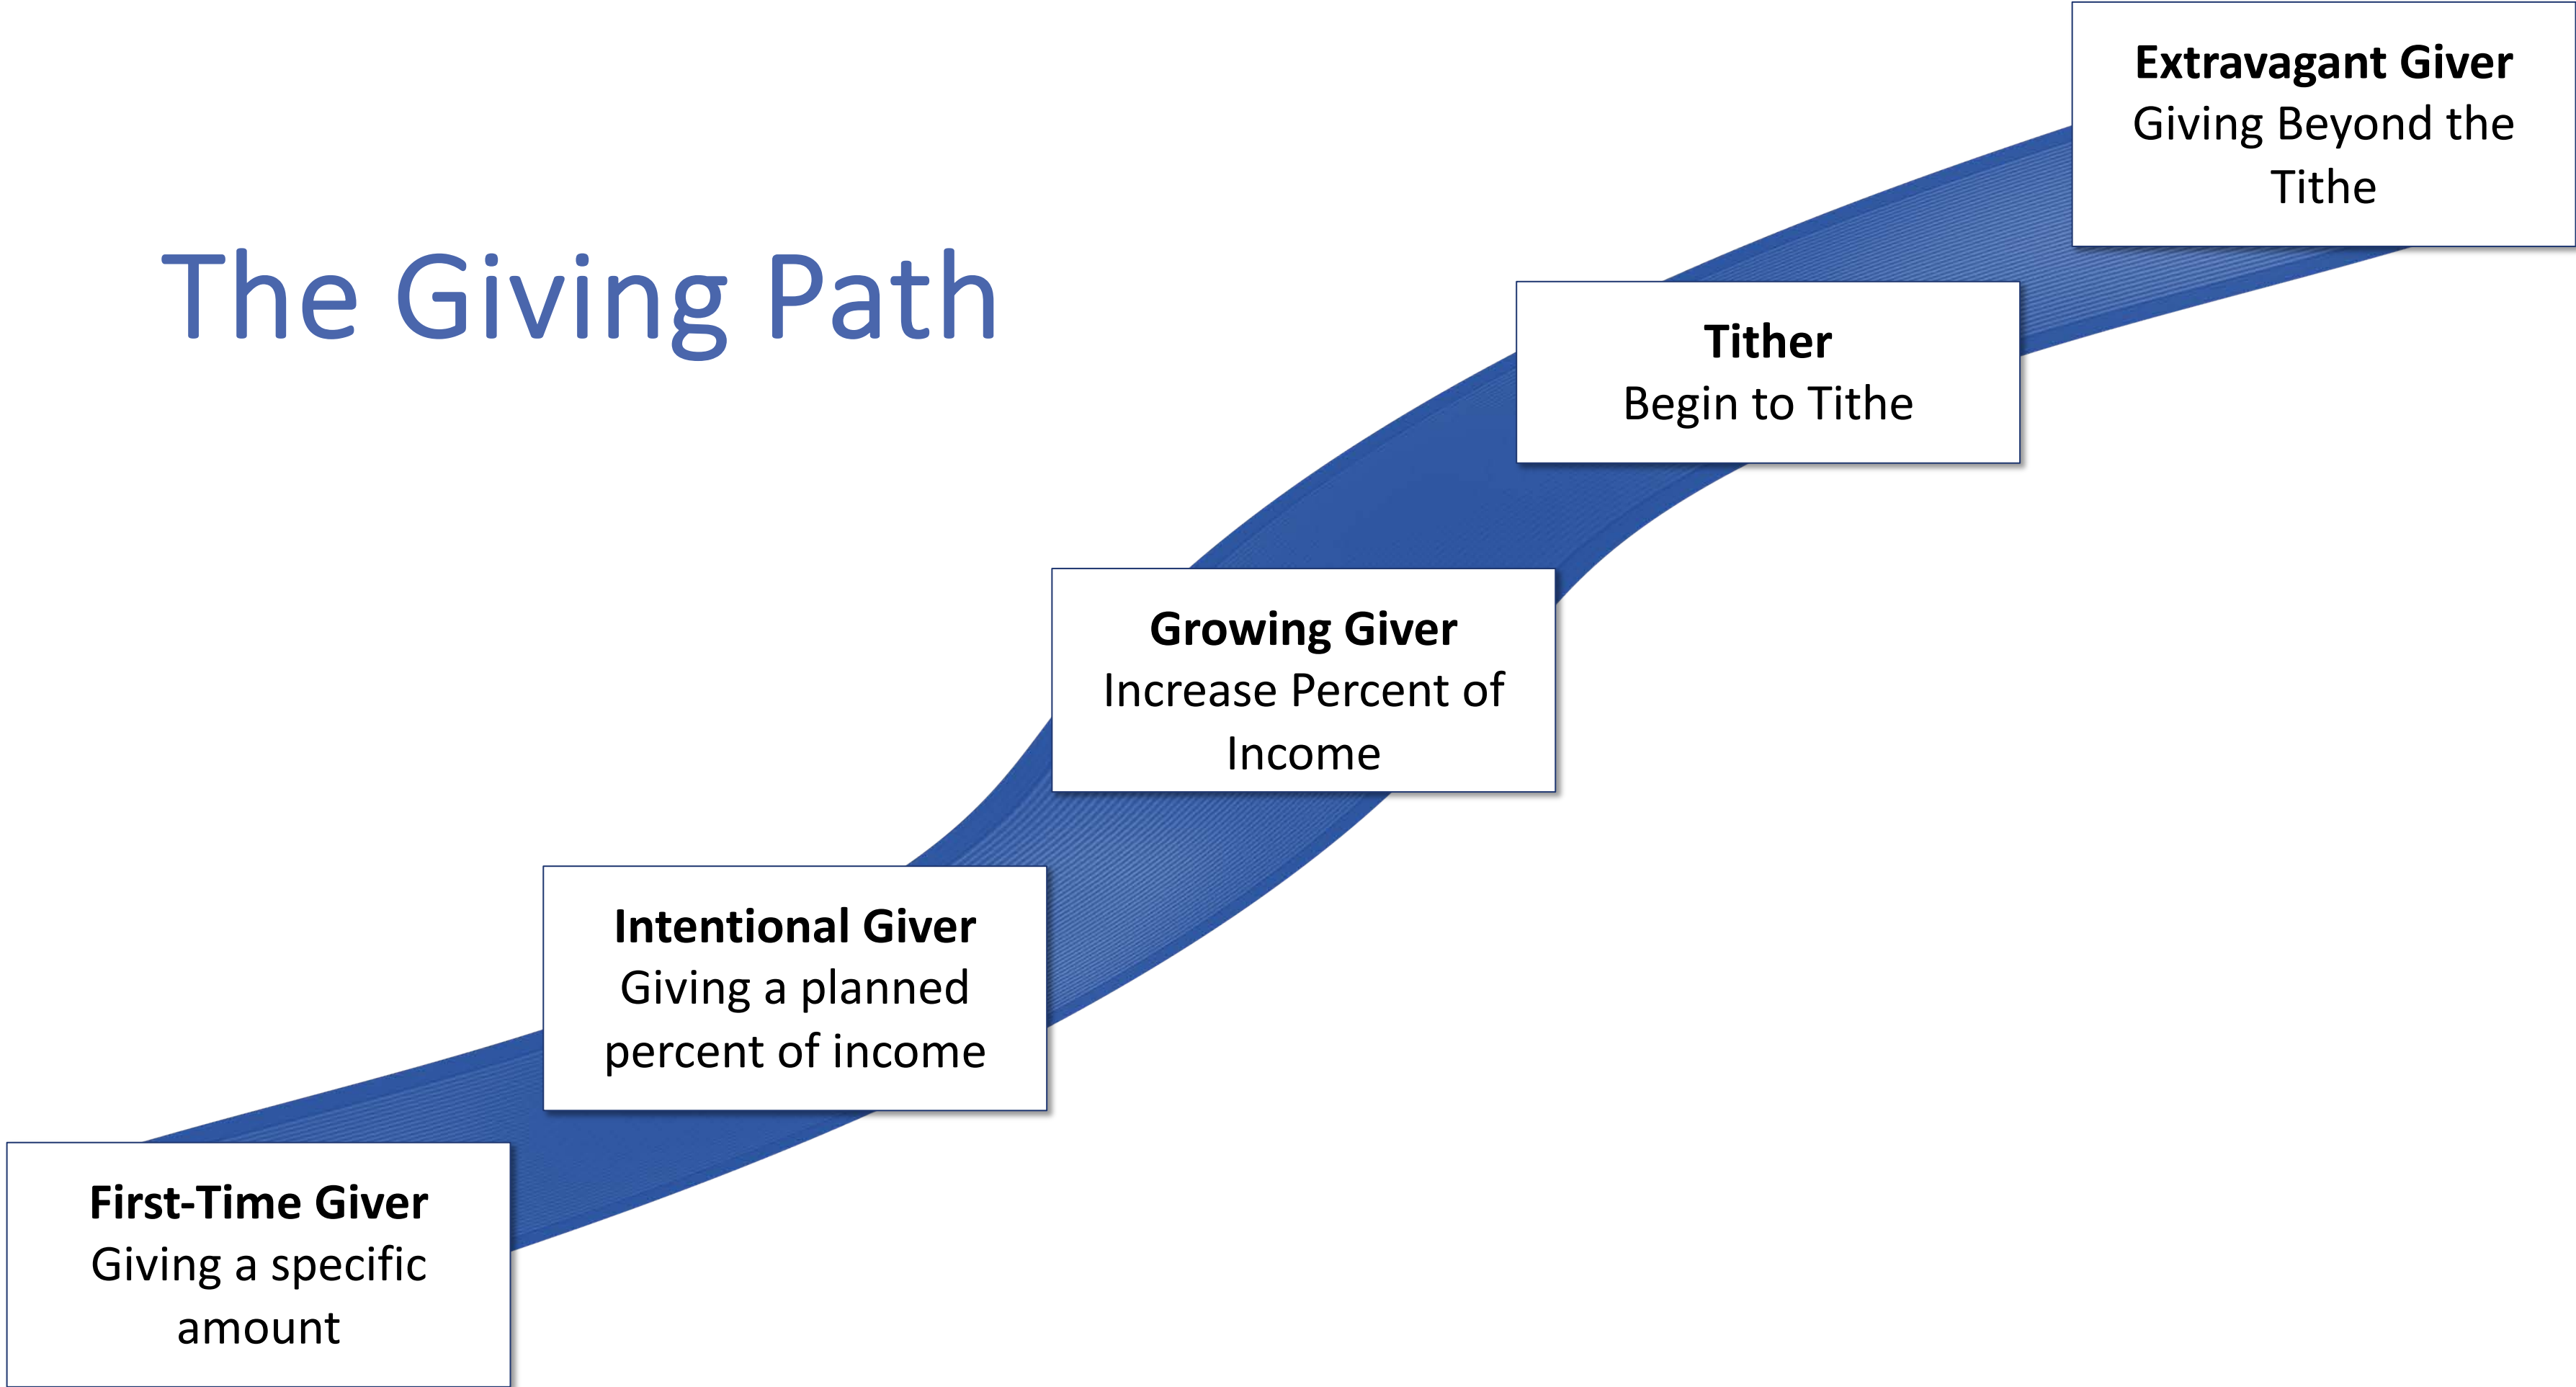 The Giving Path
Extravagant Giver
Giving Beyond the
Tithe
Tither
Begin to Tithe
Growing Giver
Increase Percent of
Income
Intentional Giver
Giving a planned
percent of income
First-Time Giver
Giving a specific
amount